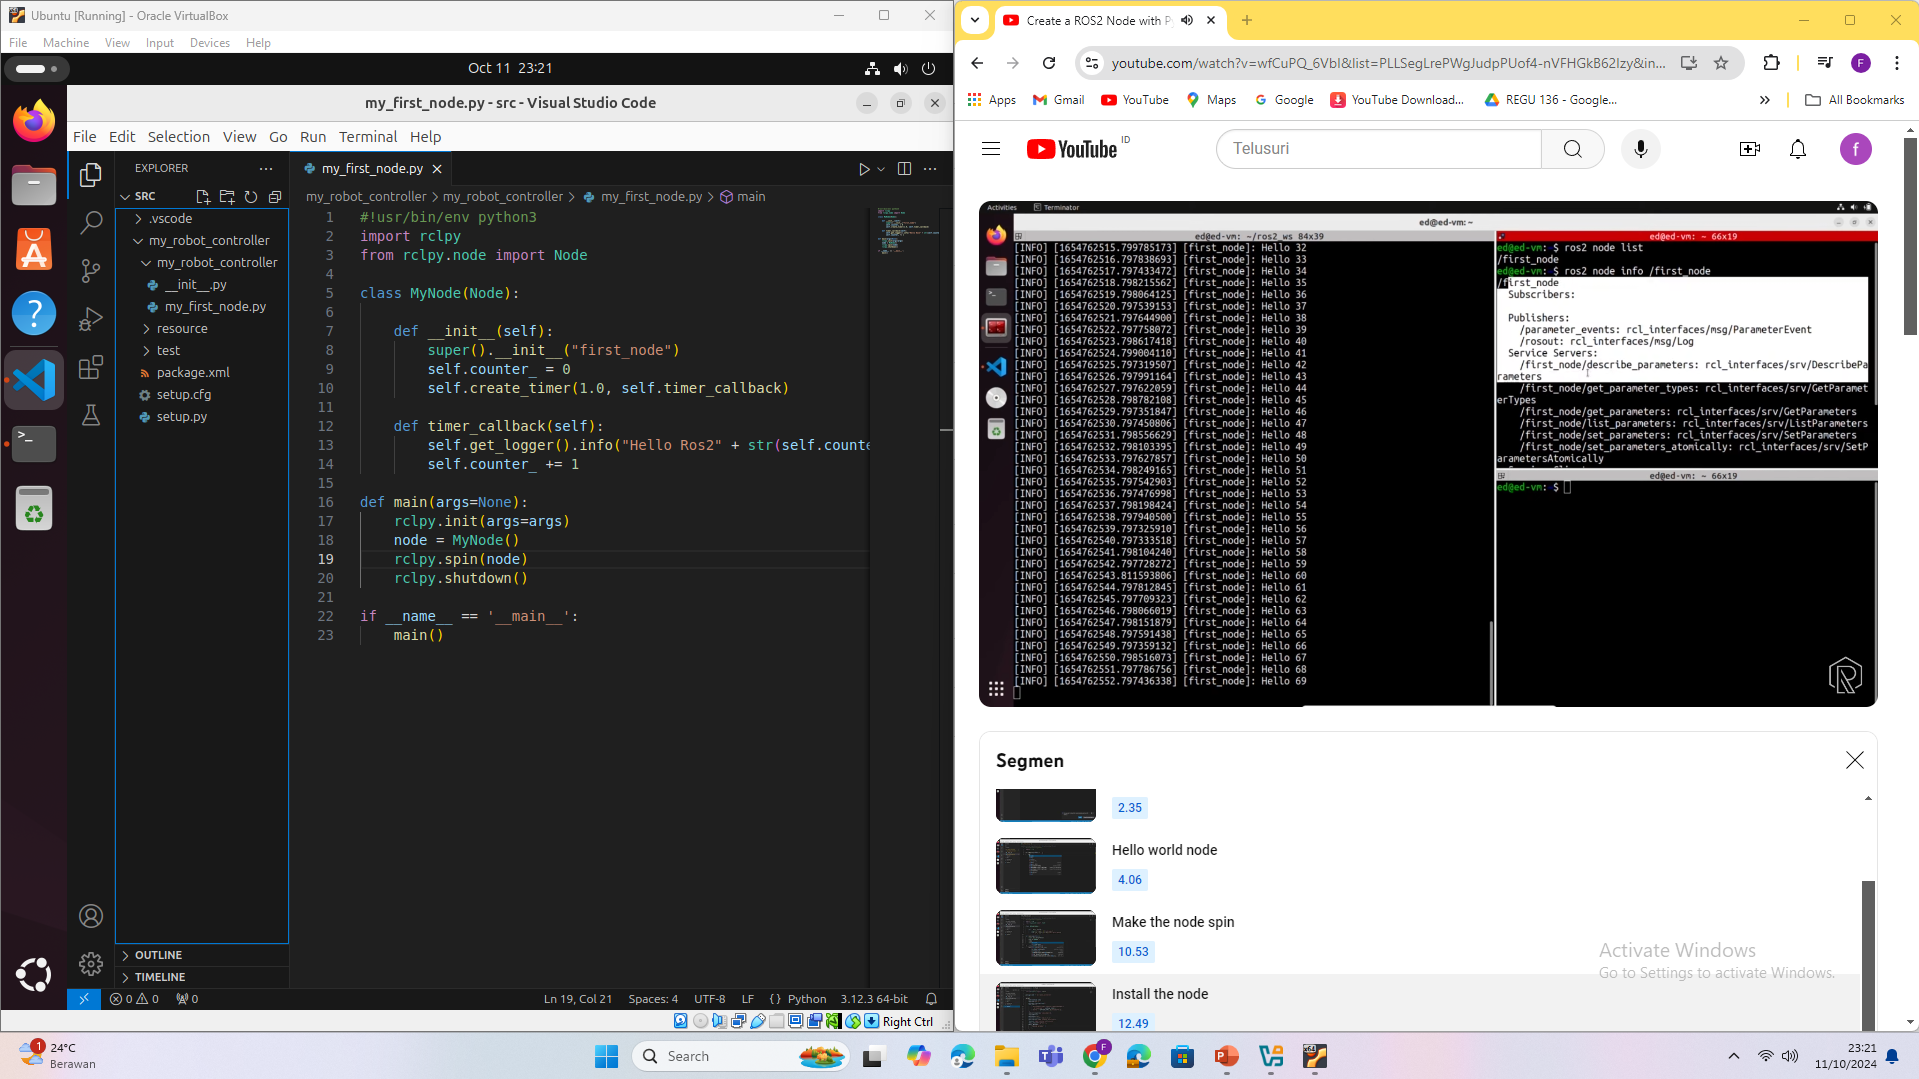 Ubuntu [Running] - Oracle VirtualBox
File Machine View Input Devices Help
Oct 11 23:21
my_first_node.py - src - Visual Studio Code
File Edit Selection View Go Run Terminal Help
EXPLORER
SRC
.vscode
my_robot_controller
my_robot_controller
__init__.py
my_first_node.py
resource
test
package.xml
setup.cfg
setup.py
OUTLINE
TIMELINE
my_first_node.py
my_robot_controller > my_robot_controller > my_first_node.py > main
1 #!usr/bin/env python3
2 import rclpy
3 from rclpy.node import Node
4
5 class MyNode(Node):
6
7 def __init__(self):
8 super().__init__("first_node")
9 self.counter_ = 0
10 self.create_timer(1.0, self.timer_callback)
11
12 def timer_callback(self):
13 self.get_logger().info("Hello Ros2" + str(self.counte
14 self.counter_ += 1
15
16 def main(args=None):
17 rclpy.init(args=args)
18 node = MyNode()
19 rclpy.spin(node)
20 rclpy.shutdown()
21
22 if __name__ == '__main__':
23 main()
0 0 0
Ln 19, Col 21 Spaces: 4 UTF-8 LF {} Python 3.12.3 64-bit
Right Ctrl
Create a ROS2 Node with P
youtube.com/watch?v=wfCuPQ_6VbI&list=PLLSegLrePWgJudpPUof4-nVFHGkB62Izy&in...
Apps Gmail YouTube Maps Google YouTube Download... REGU 136 - Google... All Bookmarks
YouTube ID
Telusuri
f
F
Activities Terminator
ed@ed-vm: ~
ed@ed-vm: ~/ros2_ws 84x39
[INFO] [1654762515.799785173] [first_node]: Hello 32
[INFO] [1654762516.797838693] [first_node]: Hello 33
[INFO] [1654762517.797433472] [first_node]: Hello 34
[INFO] [1654762518.798215562] [first_node]: Hello 35
[INFO] [1654762519.798064125] [first_node]: Hello 36
[INFO] [1654762520.797539153] [first_node]: Hello 37
[INFO] [1654762521.797644900] [first_node]: Hello 38
[INFO] [1654762522.797758072] [first_node]: Hello 39
[INFO] [1654762523.798617418] [first_node]: Hello 40
[INFO] [1654762524.799004110] [first_node]: Hello 41
[INFO] [1654762525.797319507] [first_node]: Hello 42
[INFO] [1654762526.797991164] [first_node]: Hello 43
[INFO] [1654762527.797622059] [first_node]: Hello 44
[INFO] [1654762528.798782108] [first_node]: Hello 45
[INFO] [1654762529.797351847] [first_node]: Hello 46
[INFO] [1654762530.797450806] [first_node]: Hello 47
[INFO] [1654762531.798556629] [first_node]: Hello 48
[INFO] [1654762532.798103395] [first_node]: Hello 49
[INFO] [1654762533.797627857] [first_node]: Hello 50
[INFO] [1654762534.798249165] [first_node]: Hello 51
[INFO] [1654762535.797542903] [first_node]: Hello 52
[INFO] [1654762536.797476998] [first_node]: Hello 53
[INFO] [1654762537.798198424] [first_node]: Hello 54
[INFO] [1654762538.797940500] [first_node]: Hello 55
[INFO] [1654762539.797325910] [first_node]: Hello 56
[INFO] [1654762540.797333518] [first_node]: Hello 57
[INFO] [1654762541.798104240] [first_node]: Hello 58
[INFO] [1654762542.797728272] [first_node]: Hello 59
[INFO] [1654762543.811593806] [first_node]: Hello 60
[INFO] [1654762544.797812845] [first_node]: Hello 61
[INFO] [1654762545.797709323] [first_node]: Hello 62
[INFO] [1654762546.798066019] [first_node]: Hello 63
[INFO] [1654762547.798151879] [first_node]: Hello 64
[INFO] [1654762548.797591438] [first_node]: Hello 65
[INFO] [1654762549.797359132] [first_node]: Hello 66
[INFO] [1654762550.798516073] [first_node]: Hello 67
[INFO] [1654762551.797786756] [first_node]: Hello 68
[INFO] [1654762552.797436338] [first_node]: Hello 69
ed@ed-vm: ~ 66x19
ed@ed-vm:~$ ros2 node list
/first_node
ed@ed-vm:~$ ros2 node info /first_node
/first_node
Subscribers:
Publishers:
/parameter_events: rcl_interfaces/msg/ParameterEvent
/rosout: rcl_interfaces/msg/Log
Service Servers:
/first_node/describe_parameters: rcl_interfaces/srv/DescribePa
rameters
/first_node/get_parameter_types: rcl_interfaces/srv/GetParamet
erTypes
/first_node/get_parameters: rcl_interfaces/srv/GetParameters
/first_node/list_parameters: rcl_interfaces/srv/ListParameters
/first_node/set_parameters: rcl_interfaces/srv/SetParameters
/first_node/set_parameters_atomically: rcl_interfaces/srv/SetP
arametersAtomically
ed@ed-vm: ~ 66x19
ed@ed-vm:~$
Segmen
2.35
Hello world node
4.06
Make the node spin
10.53
Install the node
12.49
Activate Windows
Go to Settings to activate Windows.
1
24°C
Berawan
Search
23:21
11/10/2024